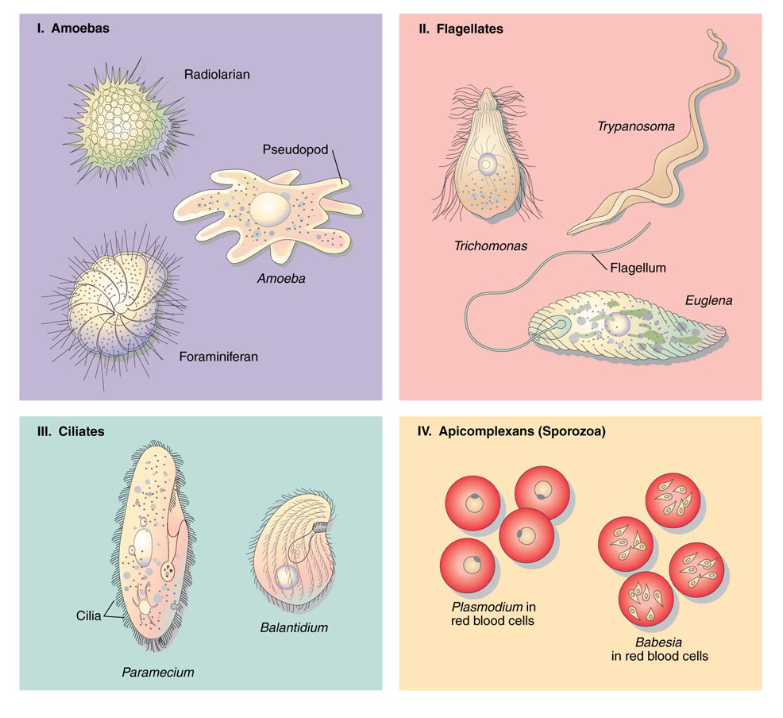 I. Amoebas
Radiolarian
Pseudopod
Amoeba
Foraminiferan
II. Flagellates
Trypanosoma
Trichomonas
Flagellum
Euglena
III. Ciliates
Cilia
Paramecium
Balantidium
IV. Apicomplexans (Sporozoa)
Plasmodium in
red blood cells
Babesia
in red blood cells